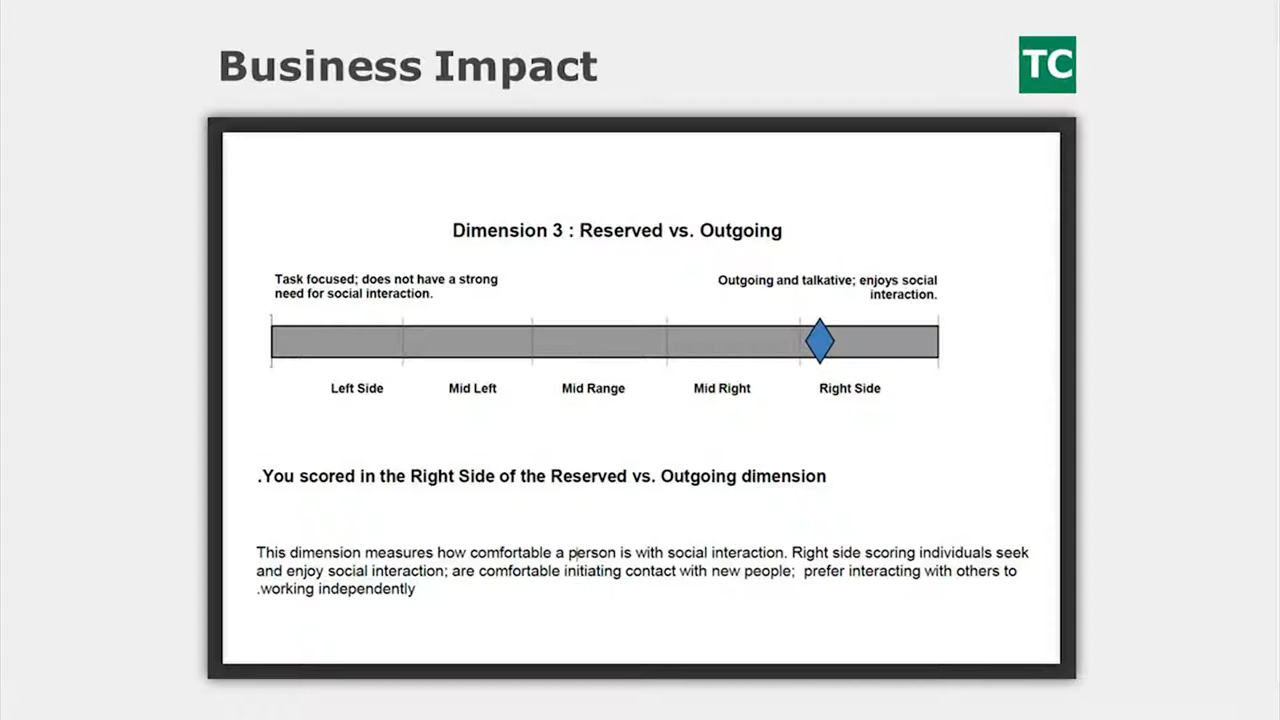 Business Impact
TC
Dimension 3 : Reserved vs. Outgoing
Task focused; does not have a strong
need for social interaction.
Outgoing and talkative; enjoys social
interaction.
Left Side
Mid Left
Mid Range
Mid Right
Right Side
.You scored in the Right Side of the Reserved vs. Outgoing dimension
This dimension measures how comfortable a person is with social interaction. Right side scoring individuals seek
and enjoy social interaction; are comfortable initiating contact with new people;  prefer interacting with others to
.working independently